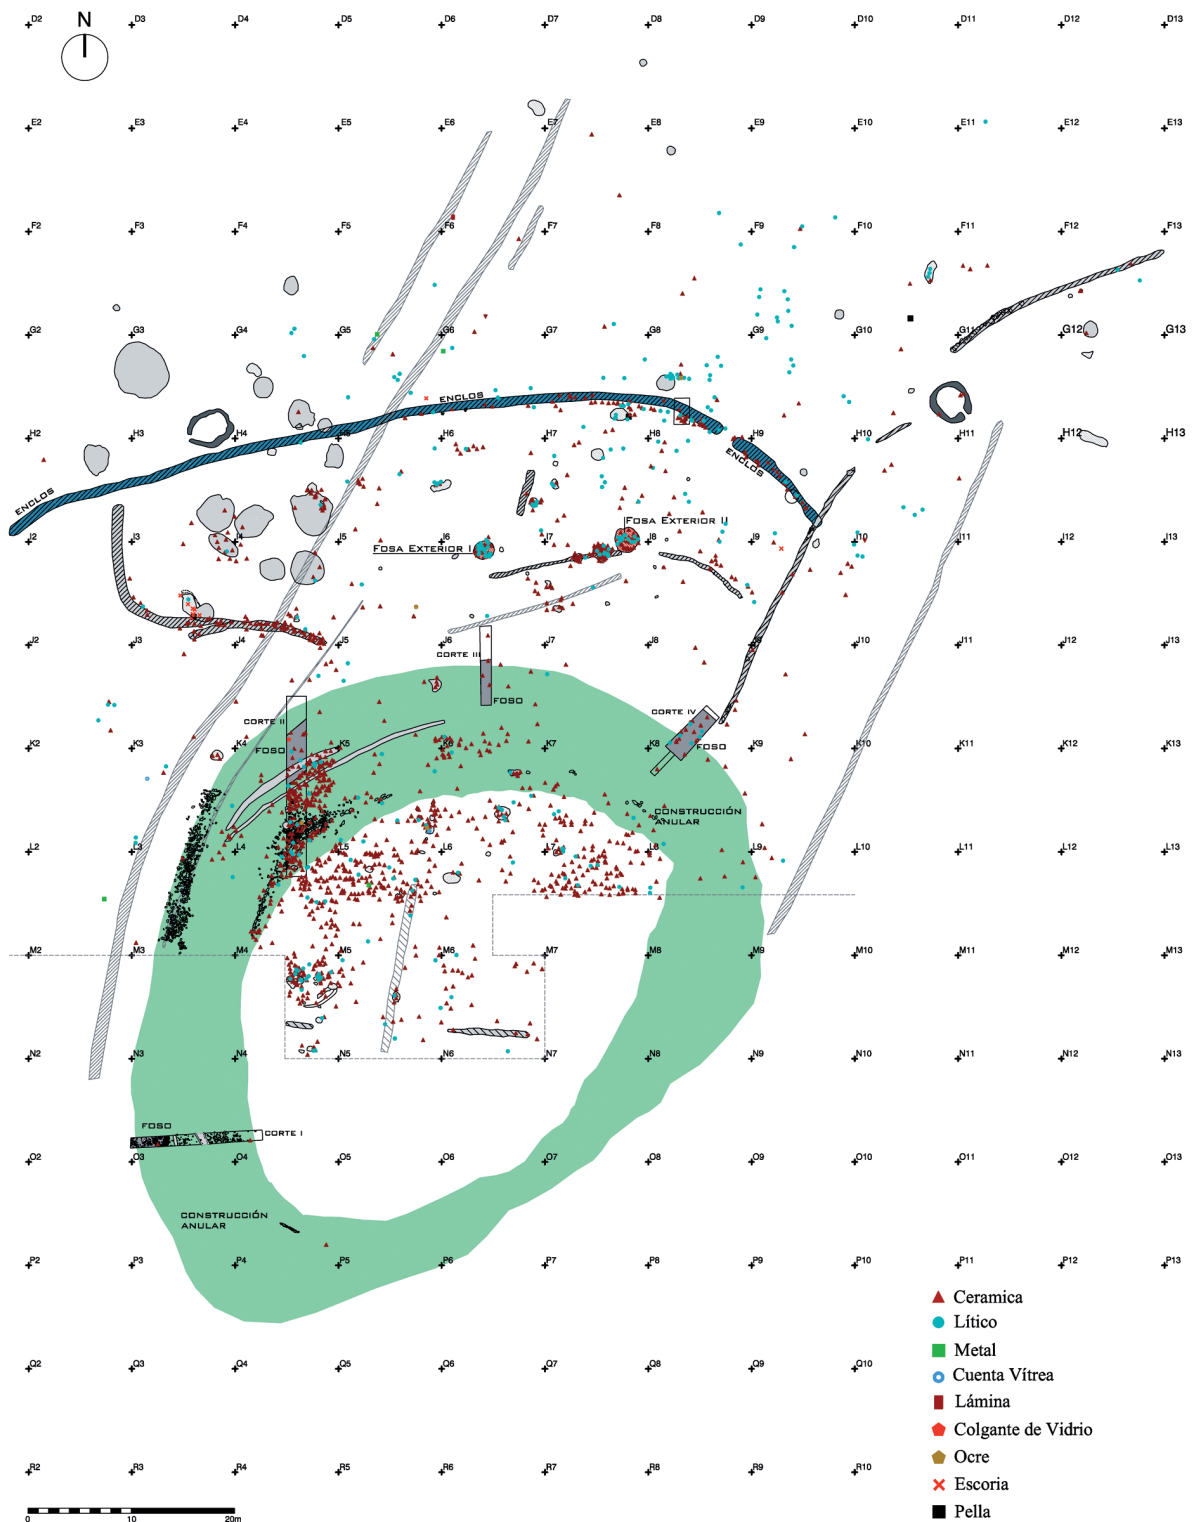 D2 D3 D4 D5 D6 D7 D8 D9 D10 D11 D12 D13
N
E2 E3 E4 E5 E6 E7 E8 E9 E10 E11 E12 E13
F2 F3 F4 F5 F6 F7 F8 F9 F10 F11 F12 F13
G2 G3 G4 G5 G6 G7 G8 G9 G10 G11 G12 G13
ENCLOS
H2 H3 H4 H5 H6 H7 H8 H9 H10 H11 H12 H13
ENCLOS
ENCLOS
FOSA EXTERIOR II
I2 I3 I4 I7 I8 I10 I11 I12 I13
FOSA EXTERIOR I
J2 J3 J4 J5 J7 J8 J9 J10 J11 J12 J13
CORTE III
FOSO
CORTE IV
CORTE II
K2 K3 K4 K5 K6 K7 K8 K9 K10 K11 K12 K13
FOSO
FOSO
CONSTRUCCIÓN
ANULAR
L2 L3 L4 L5 L6 L7 L8 L9 L10 L11 L12 L13
M2 M3 M4 M5 M6 M7 M8 M9 M10 M11 M12 M13
N2 N3 N4 N5 N6 N7 N8 N9 N10 N11 N12 N13
FOSO
CORTE I
O2 O3 O4 O5 O6 O7 O8 O9 O10 O11 O12 O13
CONSTRUCCIÓN
ANULAR
P2 P3 P4 P5 P6 P7 P8 P9 P10 P11 P12 P13
Q2 Q3 Q4 Q5 Q6 Q7 Q8 Q9 Q10
R2 R3 R4 R5 R6 R7 R8 R9 R10
Ceramica
Lítico
Metal
Cuenta Vítrea
Lámina
Colgante de Vidrio
Ocre
Escoria
Pella
0 10 20m